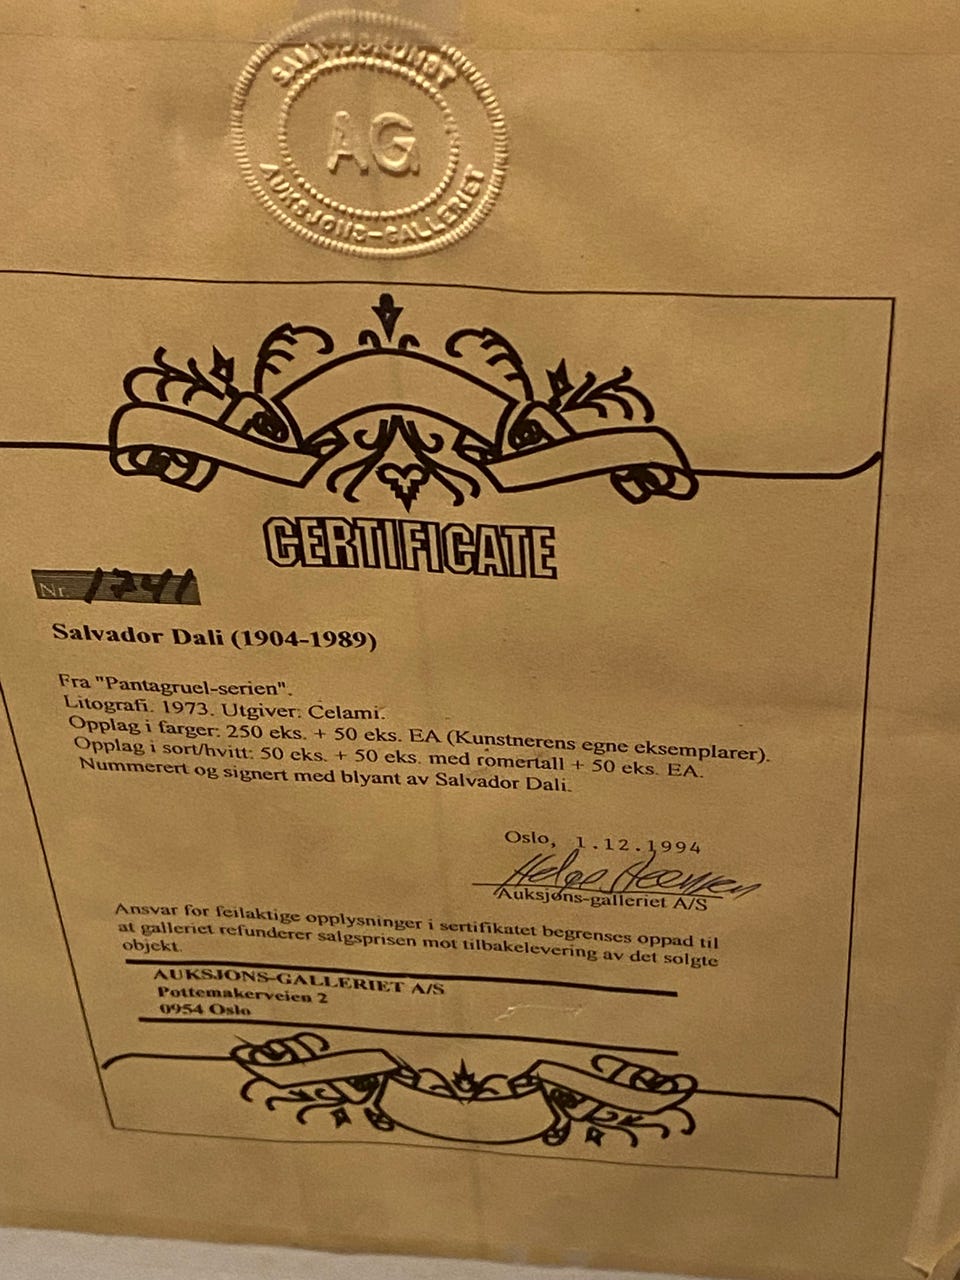 SAMLERKUNST
AG
AUKSJONS-GALLERIET
CERTIFICATE
Nr. 1741
Salvador Dali (1904-1989)
Fra "Pantagruel-serien".
Litografi. 1973. Utgiver: Celami.
Opplag i farger: 250 eks. + 50 eks. EA (Kunstnerens egne eksemplarer).
Opplag i sort/hvitt: 50 eks. + 50 eks. med romertall + 50 eks. EA.
Nummerert og signert med blyant av Salvador Dali.
Oslo, 1.12.1994
Helge
Auksjons-galleriet A/S
Ansvar for feilaktige opplysninger i sertifikatet begrenses oppad til
at galleriet refunderer salgsprisen mot tilbakelevering av det solgte
objekt.
AUKSJONS-GALLERIET A/S
Pottemakerveien 2
0954 Oslo